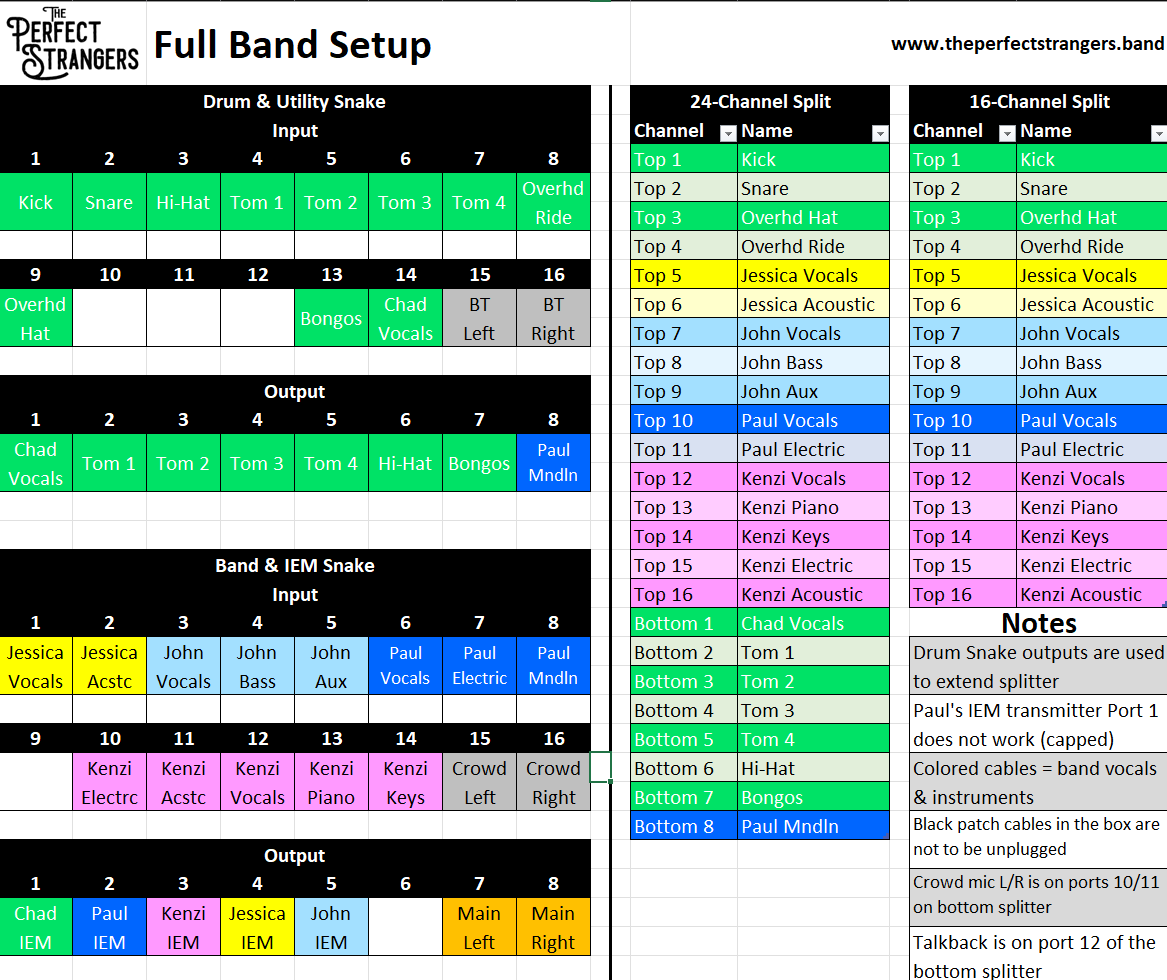 THE
PERFECT
STRANGERS
Full Band Setup
www.theperfectstrangers.band
Drum & Utility Snake
Input
1 2 3 4 5 6 7 8
Kick Snare Hi-Hat Tom 1 Tom 2 Tom 3 Tom 4 Overhd Ride
9 10 11 12 13 14 15 16
Overhd Hat Bongos Chad Vocals BT Left BT Right
Output
1 2 3 4 5 6 7 8
Chad Vocals Tom 1 Tom 2 Tom 3 Tom 4 Hi-Hat Bongos Paul Mndln
Band & IEM Snake
Input
1 2 3 4 5 6 7 8
Jessica Vocals Jessica Acstc John Vocals John Bass John Aux Paul Vocals Paul Electric Paul Mndln
9 10 11 12 13 14 15 16
Kenzi Electrc Kenzi Acstc Kenzi Vocals Kenzi Piano Kenzi Keys Crowd Left Crowd Right
Output
1 2 3 4 5 6 7 8
Chad IEM Paul IEM Kenzi IEM Jessica IEM John IEM Main Left Main Right
24-Channel Split
Channel Name
Top 1 Kick
Top 2 Snare
Top 3 Overhd Hat
Top 4 Overhd Ride
Top 5 Jessica Vocals
Top 6 Jessica Acoustic
Top 7 John Vocals
Top 8 John Bass
Top 9 John Aux
Top 10 Paul Vocals
Top 11 Paul Electric
Top 12 Kenzi Vocals
Top 13 Kenzi Piano
Top 14 Kenzi Keys
Top 15 Kenzi Electric
Top 16 Kenzi Acoustic
Bottom 1 Chad Vocals
Bottom 2 Tom 1
Bottom 3 Tom 2
Bottom 4 Tom 3
Bottom 5 Tom 4
Bottom 6 Hi-Hat
Bottom 7 Bongos
Bottom 8 Paul Mndln
16-Channel Split
Channel Name
Top 1 Kick
Top 2 Snare
Top 3 Overhd Hat
Top 4 Overhd Ride
Top 5 Jessica Vocals
Top 6 Jessica Acoustic
Top 7 John Vocals
Top 8 John Bass
Top 9 John Aux
Top 10 Paul Vocals
Top 11 Paul Electric
Top 12 Kenzi Vocals
Top 13 Kenzi Piano
Top 14 Kenzi Keys
Top 15 Kenzi Electric
Top 16 Kenzi Acoustic
Notes
Drum Snake outputs are used
to extend splitter
Paul's IEM transmitter Port 1
does not work (capped)
Colored cables = band vocals
& instruments
Black patch cables in the box are
not to be unplugged
Crowd mic L/R is on ports 10/11
on bottom splitter
Talkback is on port 12 of the
bottom splitter